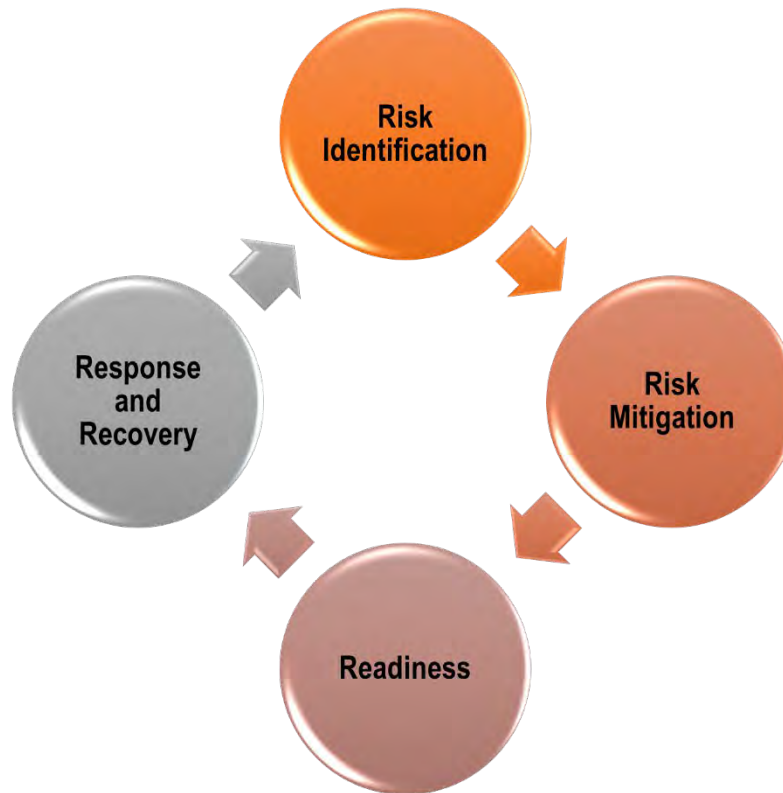 Risk
Identification
Risk
Mitigation
Readiness
Response
and
Recovery